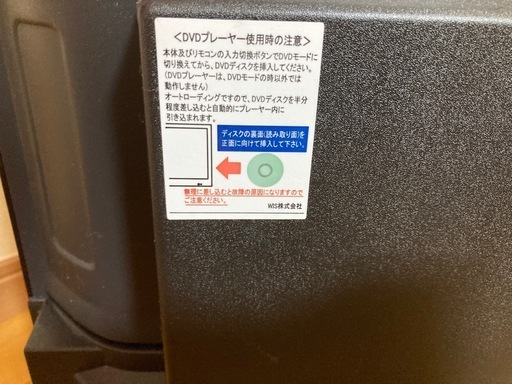 ＜DVDプレーヤー使用時の注意＞
本体及びリモコンの入力切換ボタンでDVDモードに
切り換えてから、DVDディスクを挿入してください。
(DVDプレーヤーは、DVDモードの時以外では
動作しません)
オートローディングですので、DVDディスクを半分
程度差し込むと自動的にプレーヤー内に
引き込まれます。
ディスクの裏面(読み取り面)を
正面に向けて挿入して下さい。
無理に差し込むと故障の原因になりますので
ご注意ください。
WIS株式会社